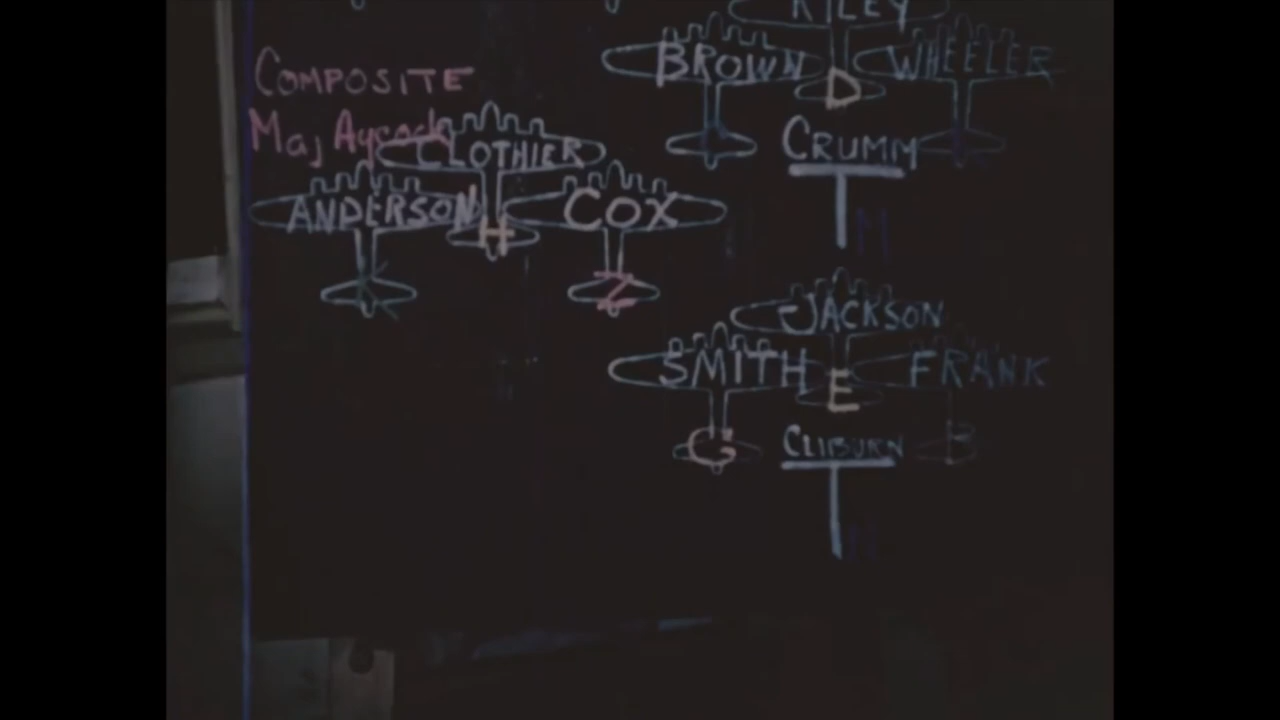 RILEY
BROWN WHEELER
D
CRUMM
COMPOSITE
Maj Aycock
CLOTHIER
ANDERSON COX
H
Z
JACKSON
SMITH FRANK
E
G CLIBURN B